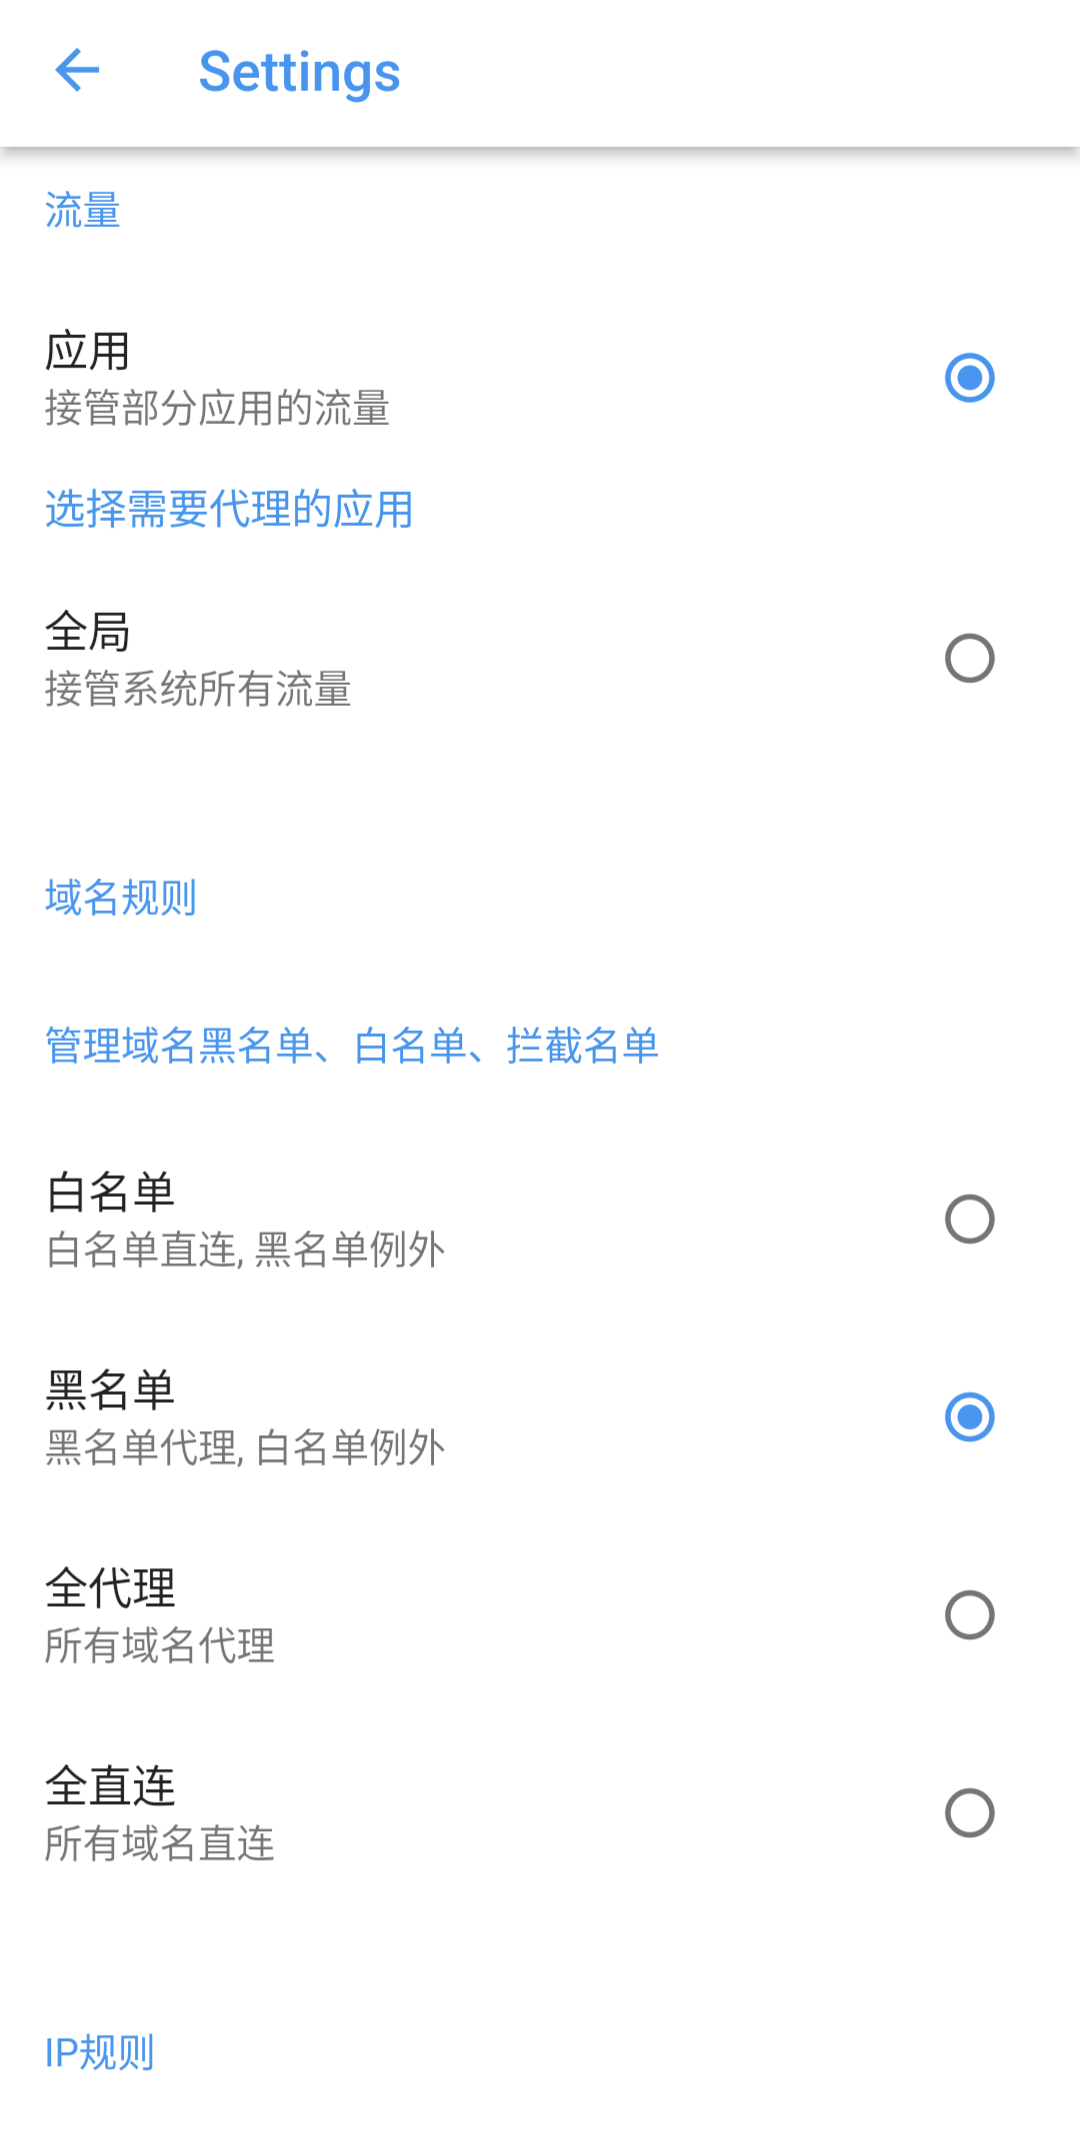 Settings
流量
应用
接管部分应用的流量
选择需要代理的应用
全局
接管系统所有流量
域名规则
管理域名黑名单、白名单、拦截名单
白名单
白名单直连, 黑名单例外
黑名单
黑名单代理, 白名单例外
全代理
所有域名代理
全直连
所有域名直连
IP规则